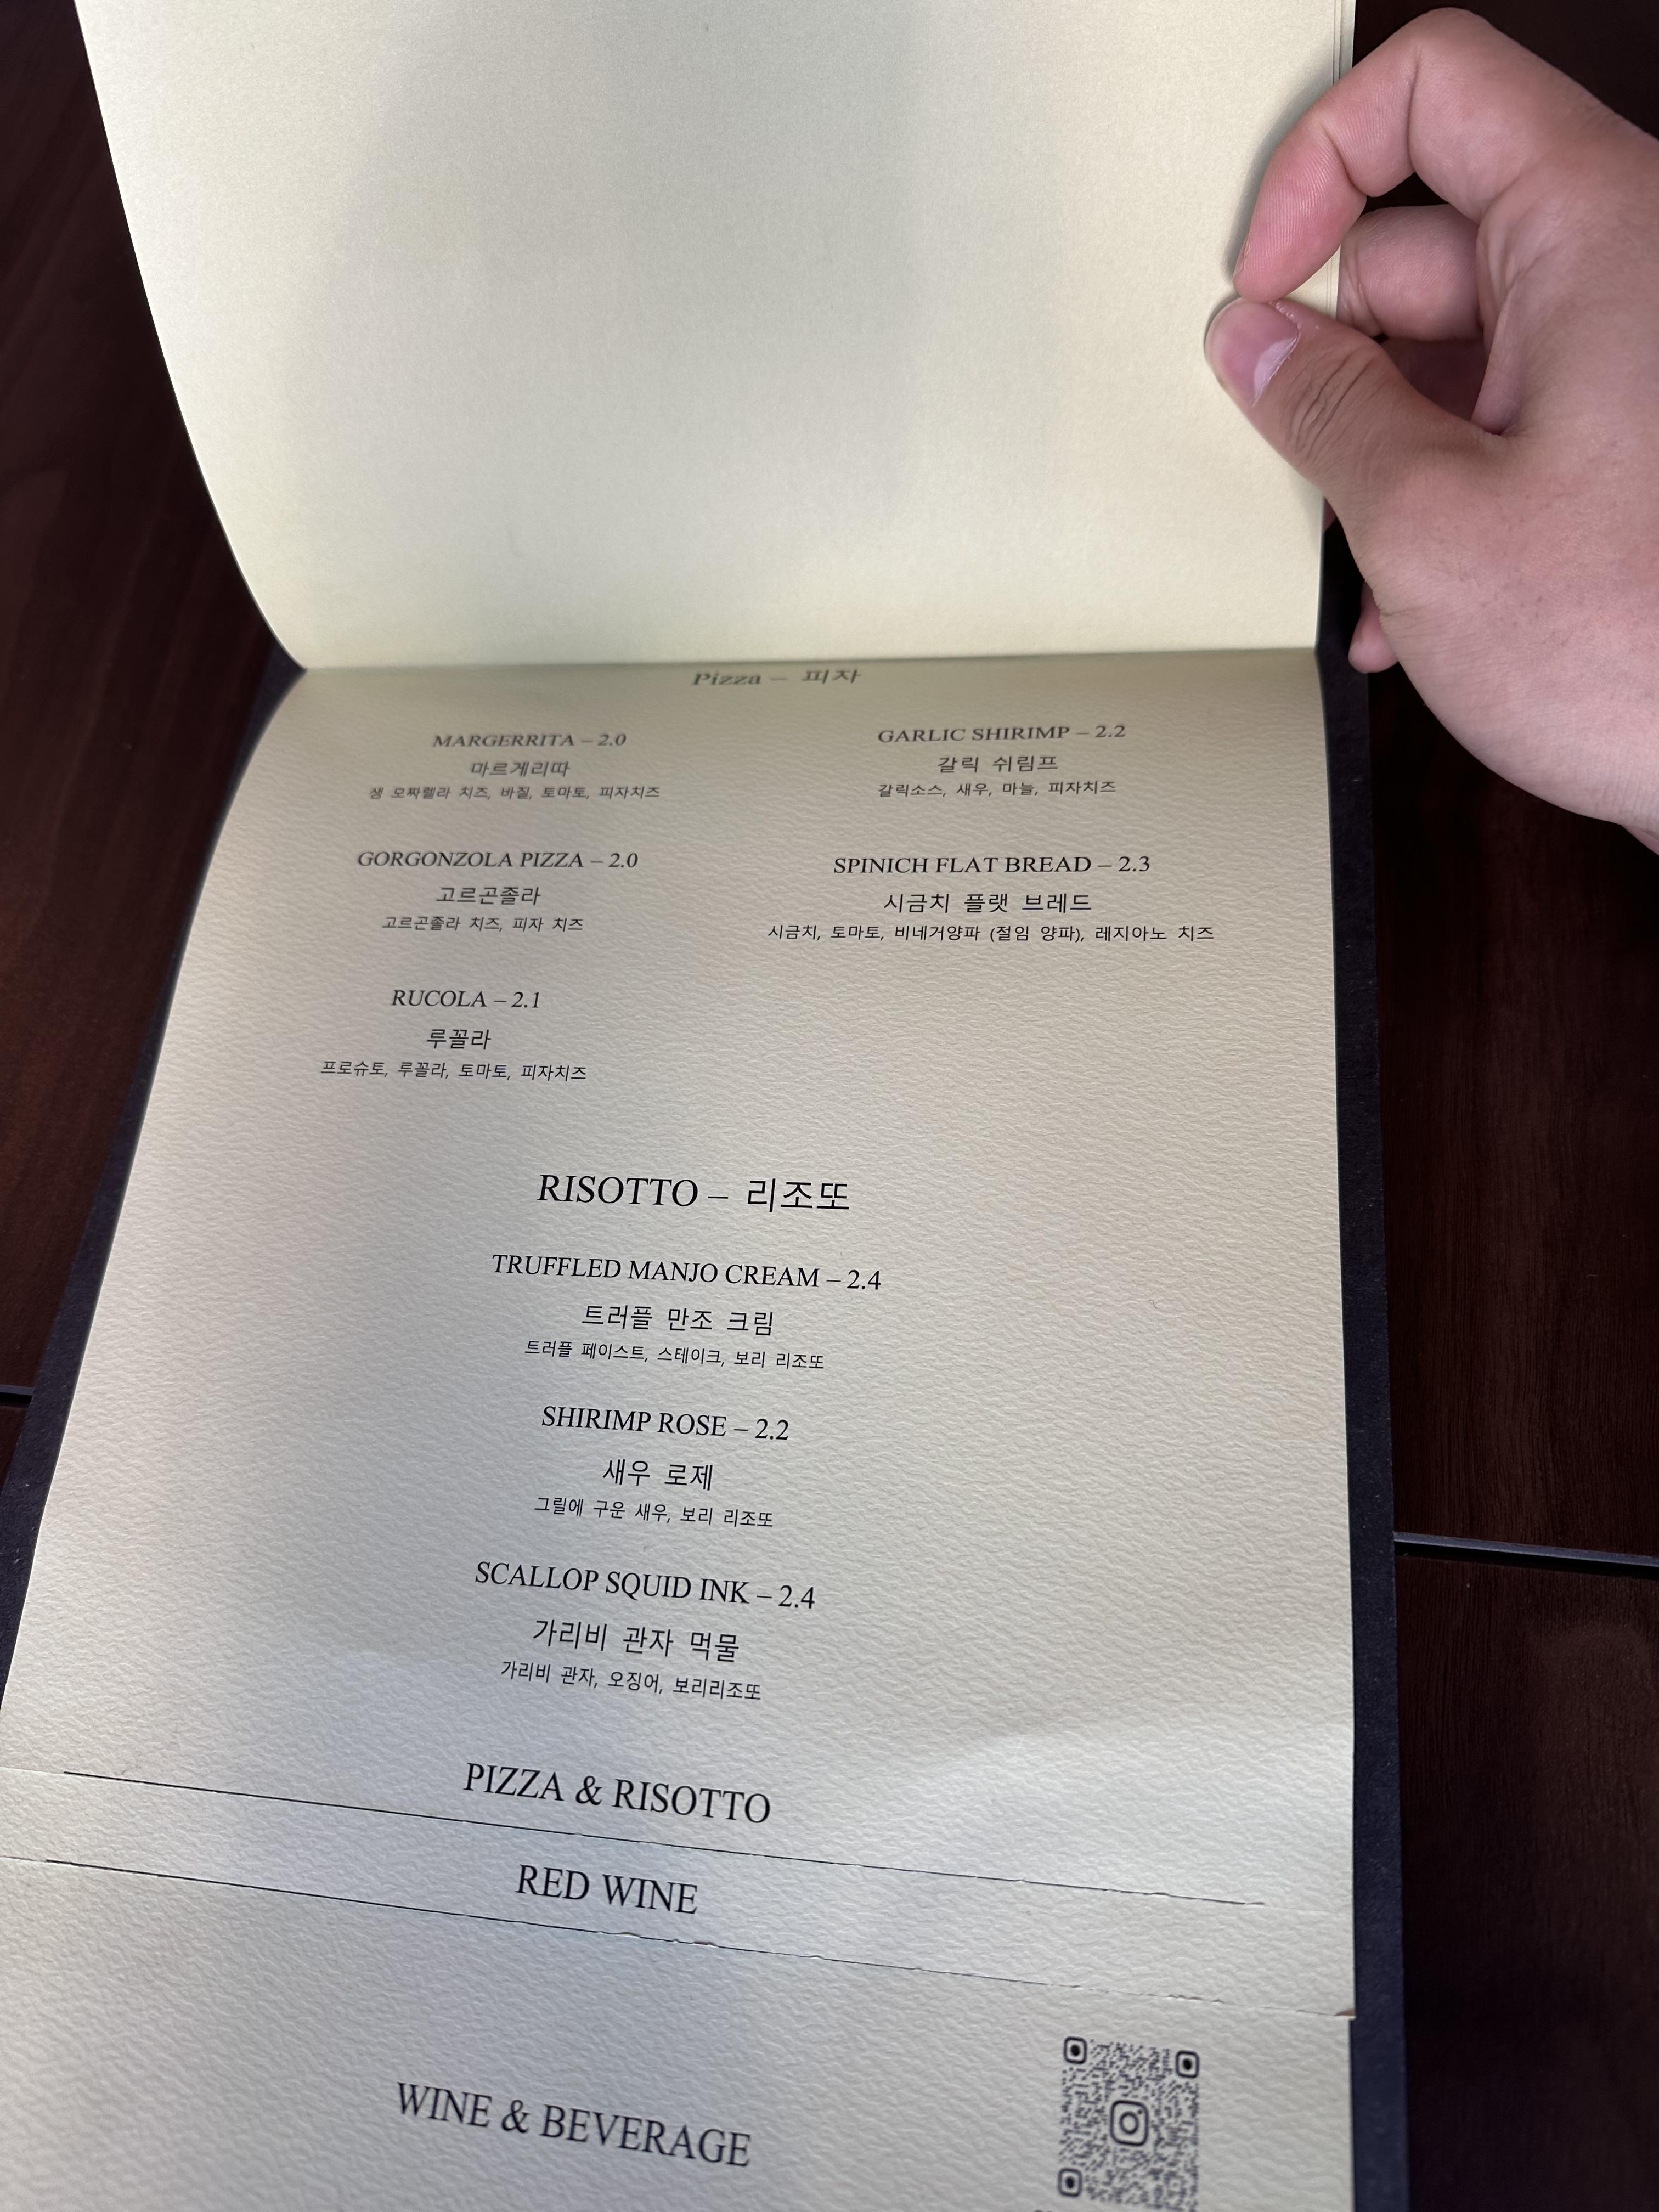 Pizza – 피자
MARGERRITA – 2.0
마르게리따
생 모짜렐라 치즈, 바질, 토마토, 피자치즈
GORGONZOLA PIZZA – 2.0
고르곤졸라
고르곤졸라 치즈, 피자 치즈
RUCOLA – 2.1
루꼴라
프로슈토, 루꼴라, 토마토, 피자치즈
GARLIC SHIRIMP – 2.2
갈릭 쉬림프
갈릭소스, 새우, 마늘, 피자치즈
SPINICH FLAT BREAD – 2.3
시금치 플랫 브레드
시금치, 토마토, 비네거양파 (절임 양파), 레지아노 치즈
RISOTTO – 리조또
TRUFFLED MANJO CREAM – 2.4
트러플 만조 크림
트러플 페이스트, 스테이크, 보리 리조또
SHIRIMP ROSE – 2.2
새우 로제
그릴에 구운 새우, 보리 리조또
SCALLOP SQUID INK – 2.4
가리비 관자 먹물
가리비 관자, 오징어, 보리리조또
PIZZA & RISOTTO
RED WINE
WINE & BEVERAGE